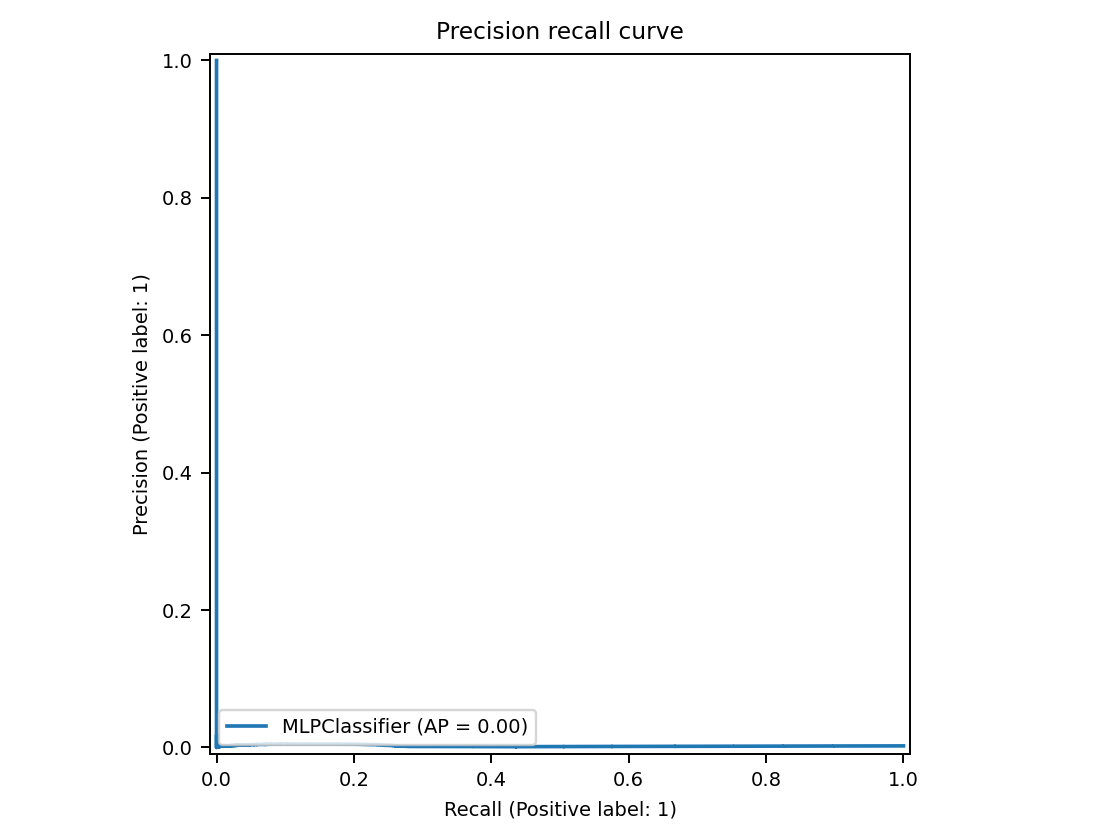 Precision recall curve
1.0
0.8
0.6
0.4
0.2
0.0
Precision (Positive label: 1)
MLPClassifier (AP = 0.00)
0.0 0.2 0.4 0.6 0.8 1.0
Recall (Positive label: 1)